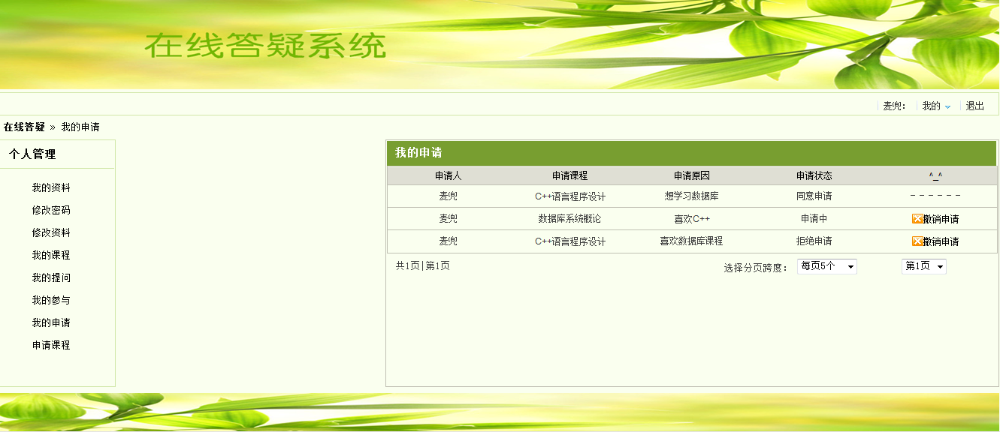 在线答疑系统
麦兜: 我的 退出
在线答疑 » 我的申请
个人管理
我的资料
修改密码
修改资料
我的课程
我的提问
我的参与
我的申请
申请课程
我的申请
申请人 申请课程 申请原因 申请状态 ^_^
麦兜 C++语言程序设计 想学习数据库 同意申请 - - - - - -
麦兜 数据库系统概论 喜欢C++ 申请中 撤销申请
麦兜 C++语言程序设计 喜欢数据库课程 拒绝申请 撤销申请
共1页|第1页 选择分页跨度: 每页5个 第1页